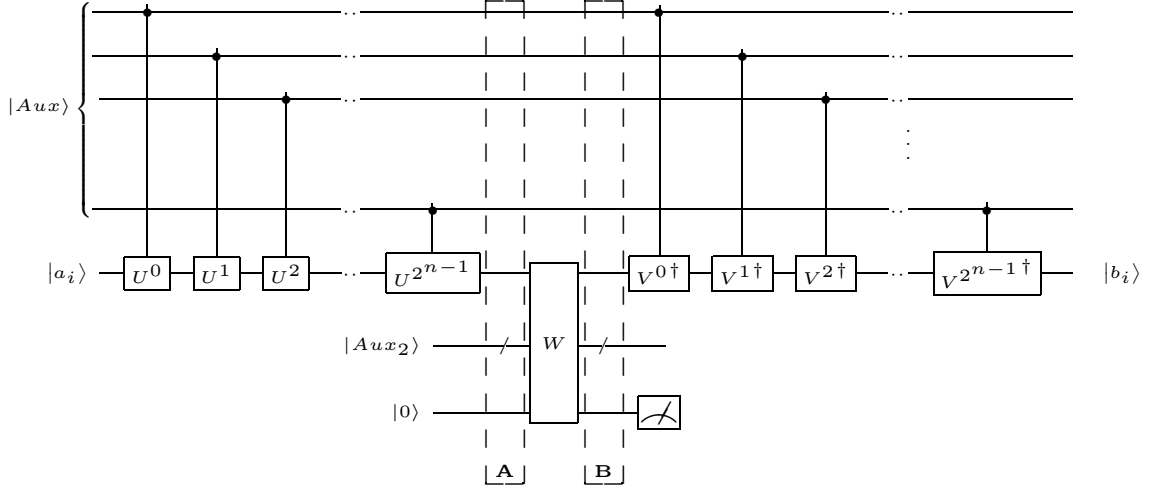 |Aux⟩
|a_i⟩ U^0 U^1 U^2 ·· U^{2^{n-1}} V^{0†} V^{1†} V^{2†} ·· V^{2^{n-1}†} |b_i⟩
|Aux_2⟩ W
|0⟩
A B